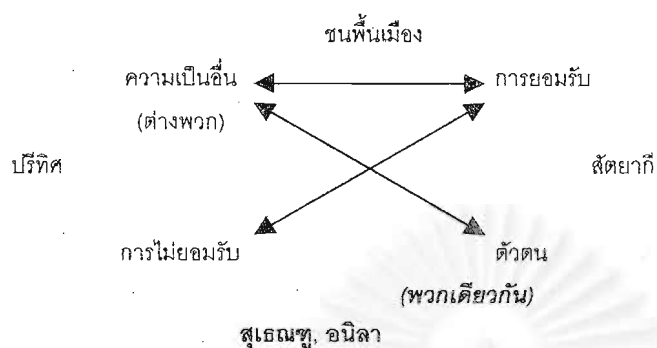 ชนพื้นเมือง
ความเป็นอื่น การยอมรับ
(ต่างพวก)
ปรีทิศ สัตยากี
การไม่ยอมรับ ตัวตน
(พวกเดียวกัน)
สุเธณฑู, อนิลา